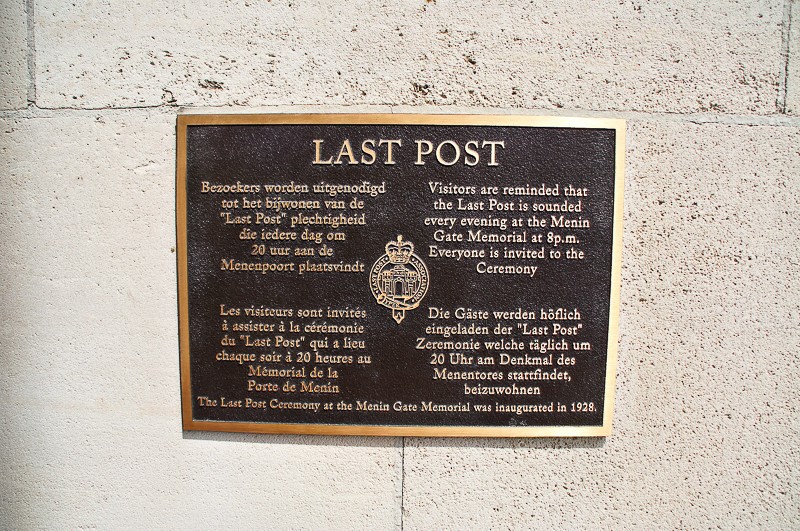 LAST POST
Bezoekers worden uitgenodigd
tot het bijwonen van de
"Last Post" plechtigheid
die iedere dag om
20 uur aan de
Menenpoort plaatsvindt
Visitors are reminded that
the Last Post is sounded
every evening at the Menin
Gate Memorial at 8p.m.
Everyone is invited to the
Ceremony
LAST POST ASSOCIATION
Les visiteurs sont invités
à assister à la cérémonie
du "Last Post" qui a lieu
chaque soir à 20 heures au
Mémorial de la
Porte de Menin
Die Gäste werden höflich
eingeladen der "Last Post"
Zeremonie welche täglich um
20 Uhr am Denkmal des
Menentores stattfindet,
beizuwohnen
The Last Post Ceremony at the Menin Gate Memorial was inaugurated in 1928.